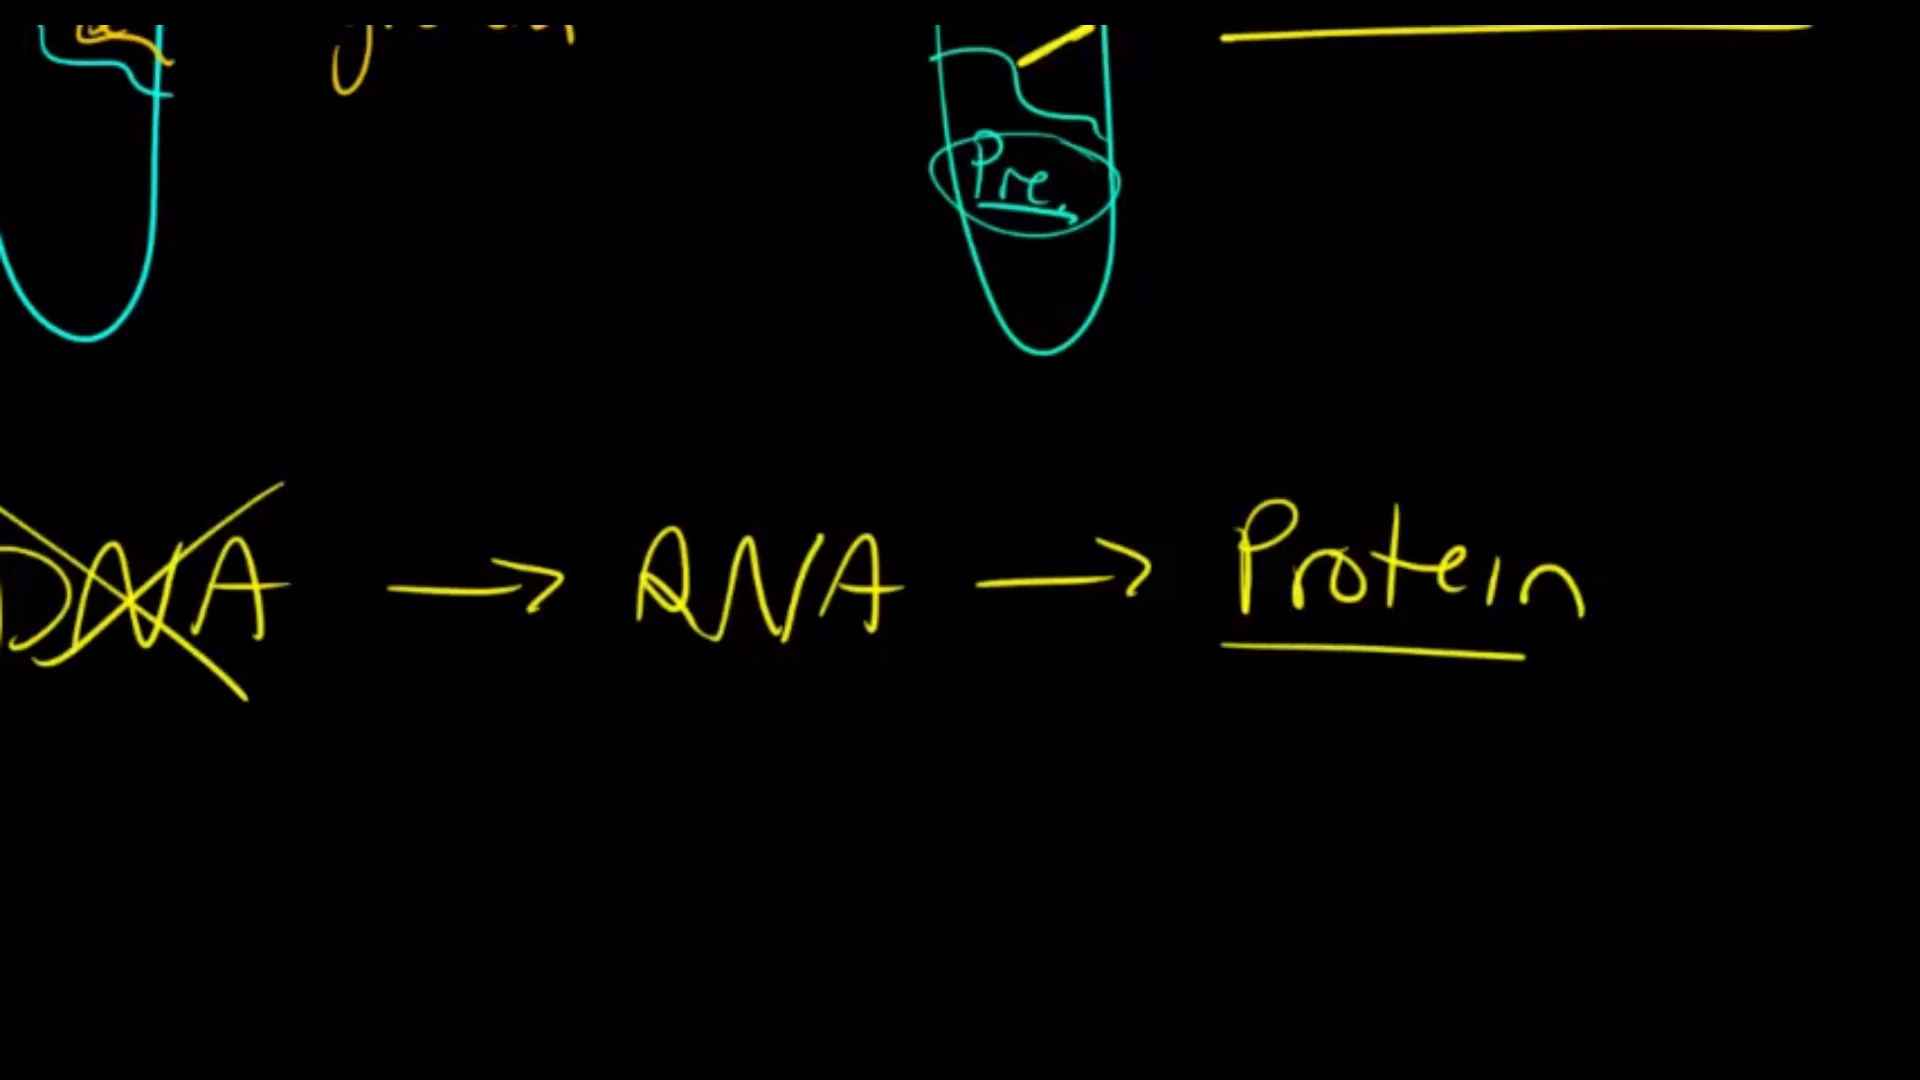 Pre
DNA → RNA → Protein